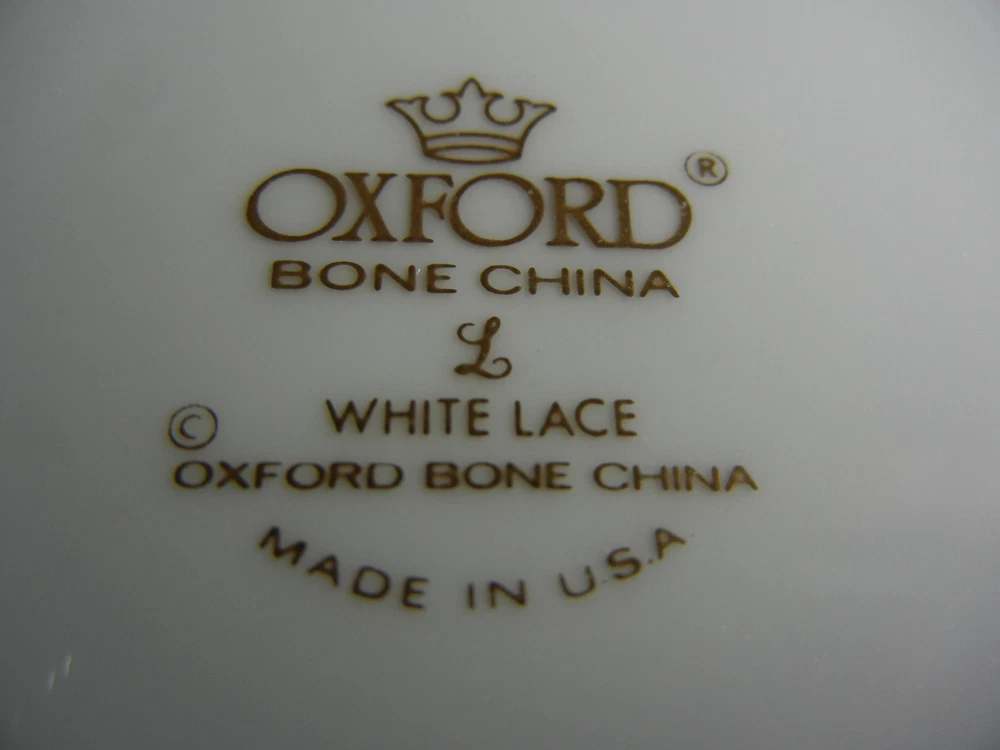 OXFORD®
BONE CHINA
L
WHITE LACE
© OXFORD BONE CHINA
MADE IN U.S.A